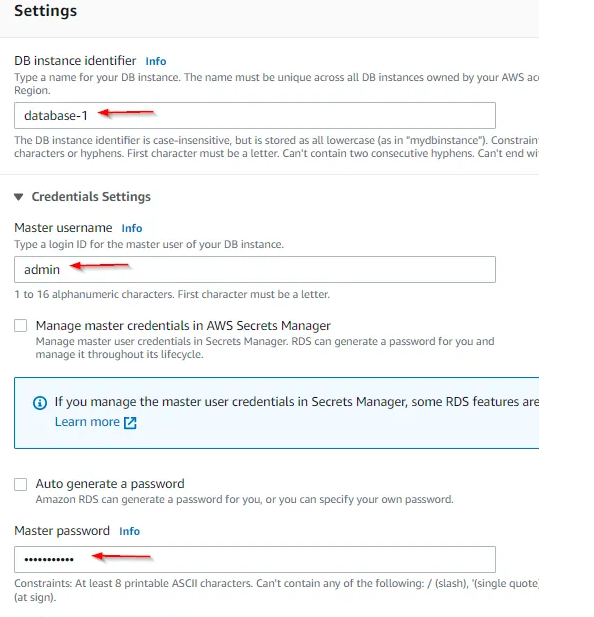 Settings
DB instance identifier Info
Type a name for your DB instance. The name must be unique across all DB instances owned by your AWS acc
Region.
database-1
The DB instance identifier is case-insensitive, but is stored as all lowercase (as in "mydbinstance"). Constrain
characters or hyphens. First character must be a letter. Can't contain two consecutive hyphens. Can't end wi
▼ Credentials Settings
Master username Info
Type a login ID for the master user of your DB instance.
admin
1 to 16 alphanumeric characters. First character must be a letter.
Manage master credentials in AWS Secrets Manager
Manage master user credentials in Secrets Manager. RDS can generate a password for you and
manage it throughout its lifecycle.
If you manage the master user credentials in Secrets Manager, some RDS features are
Learn more
Auto generate a password
Amazon RDS can generate a password for you, or you can specify your own password.
Master password Info
•••••••••••
Constraints: At least 8 printable ASCII characters. Can't contain any of the following: / (slash), '(single quote)
(at sign).